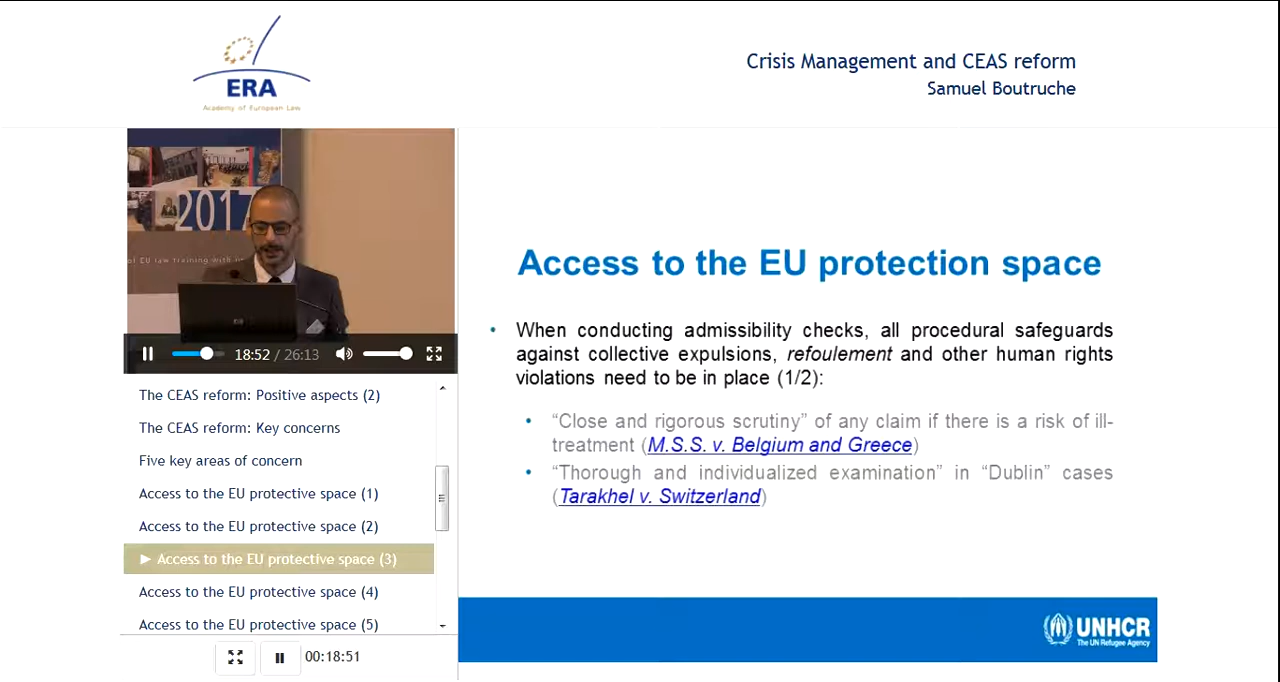 ERA
Academy of European Law
Crisis Management and CEAS reform
Samuel Boutruche
2017
of EU law training with
hp
18:52 / 26:13
The CEAS reform: Positive aspects (2)
The CEAS reform: Key concerns
Five key areas of concern
Access to the EU protective space (1)
Access to the EU protective space (2)
► Access to the EU protective space (3)
Access to the EU protective space (4)
Access to the EU protective space (5)
00:18:51
Access to the EU protection space
• When conducting admissibility checks, all procedural safeguards
against collective expulsions, refoulement and other human rights
violations need to be in place (1/2):
• “Close and rigorous scrutiny” of any claim if there is a risk of ill-
treatment (M.S.S. v. Belgium and Greece)
• “Thorough and individualized examination” in “Dublin” cases
(Tarakhel v. Switzerland)
UNHCR
The UN Refugee Agency